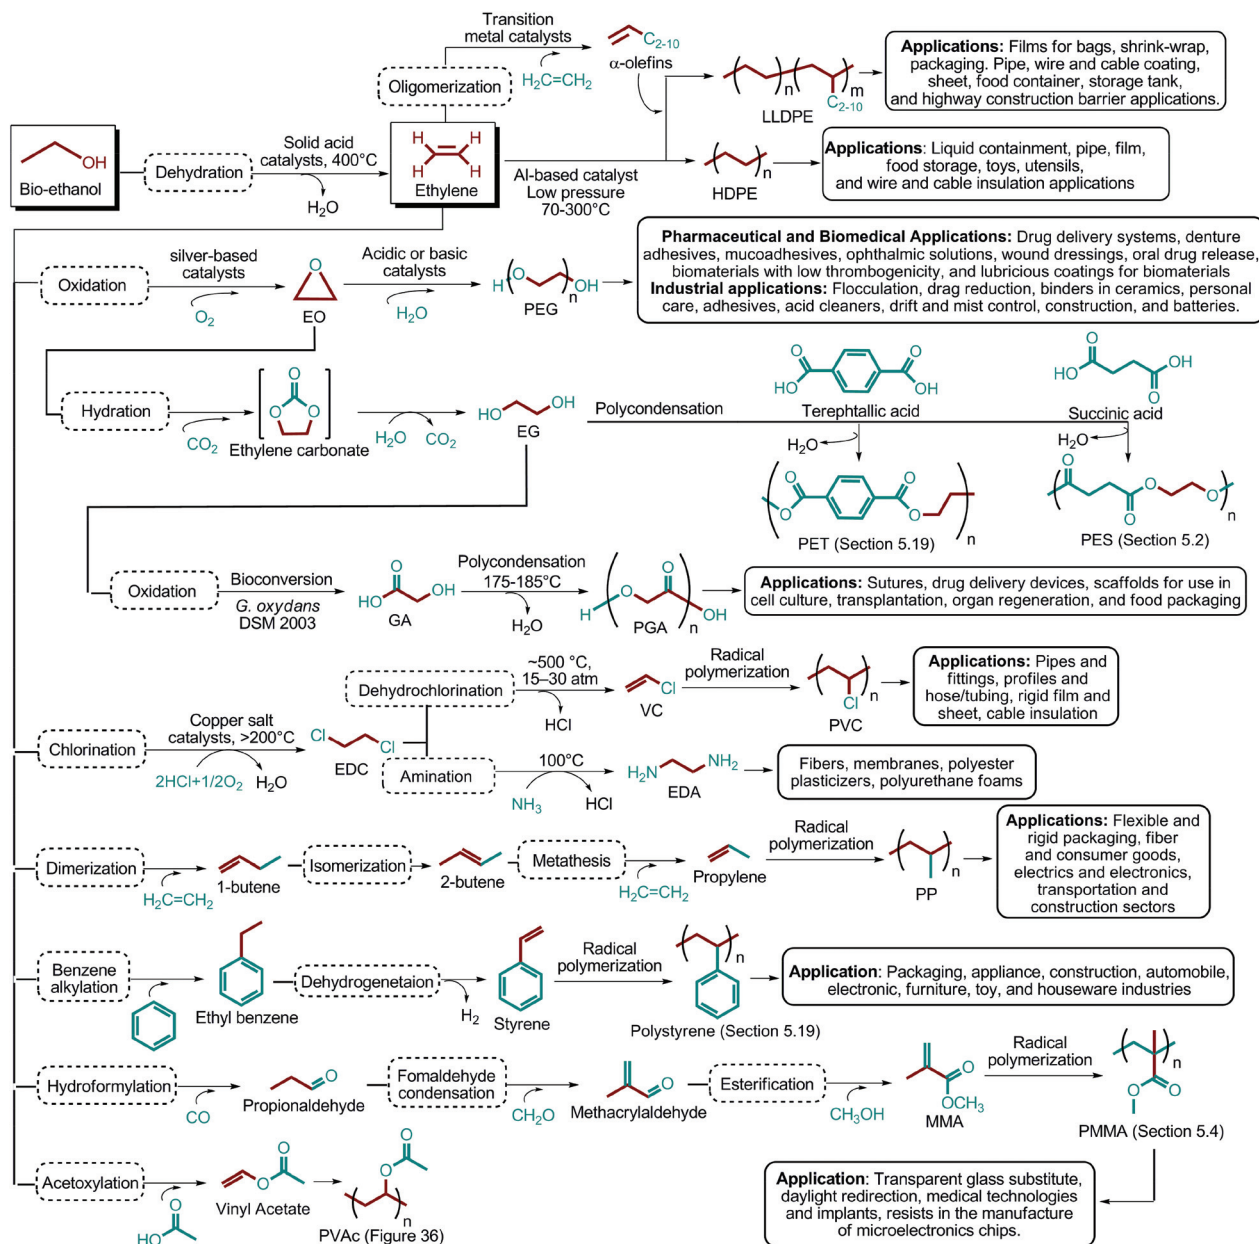 Transition
metal catalysts
H₂C=CH₂
Oligomerization
C₂₋₁₀
α-olefins
n
m
C₂₋₁₀
LLDPE
Applications: Films for bags, shrink-wrap,
packaging. Pipe, wire and cable coating,
sheet, food container, storage tank,
and highway construction barrier applications.
OH
Bio-ethanol
Dehydration
Solid acid
catalysts, 400°C
H₂O
H H
H H
Ethylene
Al-based catalyst
Low pressure
70-300°C
n
HDPE
Applications: Liquid containment, pipe, film,
food storage, toys, utensils,
and wire and cable insulation applications
Oxidation
silver-based
catalysts
O₂
O
EO
Acidic or basic
catalysts
H₂O
H O n OH
PEG
Pharmaceutical and Biomedical Applications: Drug delivery systems, denture
adhesives, mucoadhesives, ophthalmic solutions, wound dressings, oral drug release,
biomaterials with low thrombogenicity, and lubricious coatings for biomaterials
Industrial applications: Flocculation, drag reduction, binders in ceramics, personal
care, adhesives, acid cleaners, drift and mist control, construction, and batteries.
Hydration
CO₂
O
O O
Ethylene carbonate
H₂O
CO₂
HO OH
EG
Polycondensation
O
HO
O
OH
Terephtallic acid
H₂O
O
HO
OH
O
Succinic acid
H₂O
O
O
O
O
n
PET (Section 5.19)
O
O
O
O
n
PES (Section 5.2)
Oxidation
Bioconversion
G. oxydans
DSM 2003
O
HO
OH
GA
Polycondensation
175-185°C
H₂O
O
O
H
OH
n
PGA
Applications: Sutures, drug delivery devices, scaffolds for use in
cell culture, transplantation, organ regeneration, and food packaging
Chlorination
Copper salt
catalysts, >200°C
2HCl+1/2O₂
H₂O
Cl
Cl
EDC
Dehydrochlorination
~500 °C,
15–30 atm
HCl
Cl
VC
Radical
polymerization
Cl
n
PVC
Applications: Pipes and
fittings, profiles and
hose/tubing, rigid film and
sheet, cable insulation
Amination
100°C
NH₃
HCl
H₂N
NH₂
EDA
Fibers, membranes, polyester
plasticizers, polyurethane foams
Dimerization
H₂C=CH₂
1-butene
Isomerization
2-butene
Metathesis
H₂C=CH₂
Propylene
Radical
polymerization
n
PP
Applications: Flexible and
rigid packaging, fiber
and consumer goods,
electrics and electronics,
transportation and
construction sectors
Benzene
alkylation
Ethyl benzene
Dehydrogenetaion
H₂
Styrene
Radical
polymerization
n
Polystyrene (Section 5.19)
Application: Packaging, appliance, construction, automobile,
electronic, furniture, toy, and houseware industries
Hydroformylation
CO
O
Propionaldehyde
Fomaldehyde
condensation
CH₂O
O
Methacrylaldehyde
Esterification
CH₃OH
O
OCH₃
MMA
Radical
polymerization
n
O
O
PMMA (Section 5.4)
Acetoxylation
O
HO
O
O
Vinyl Acetate
O
O
n
PVAc (Figure 36)
Application: Transparent glass substitute,
daylight redirection, medical technologies
and implants, resists in the manufacture
of microelectronics chips.